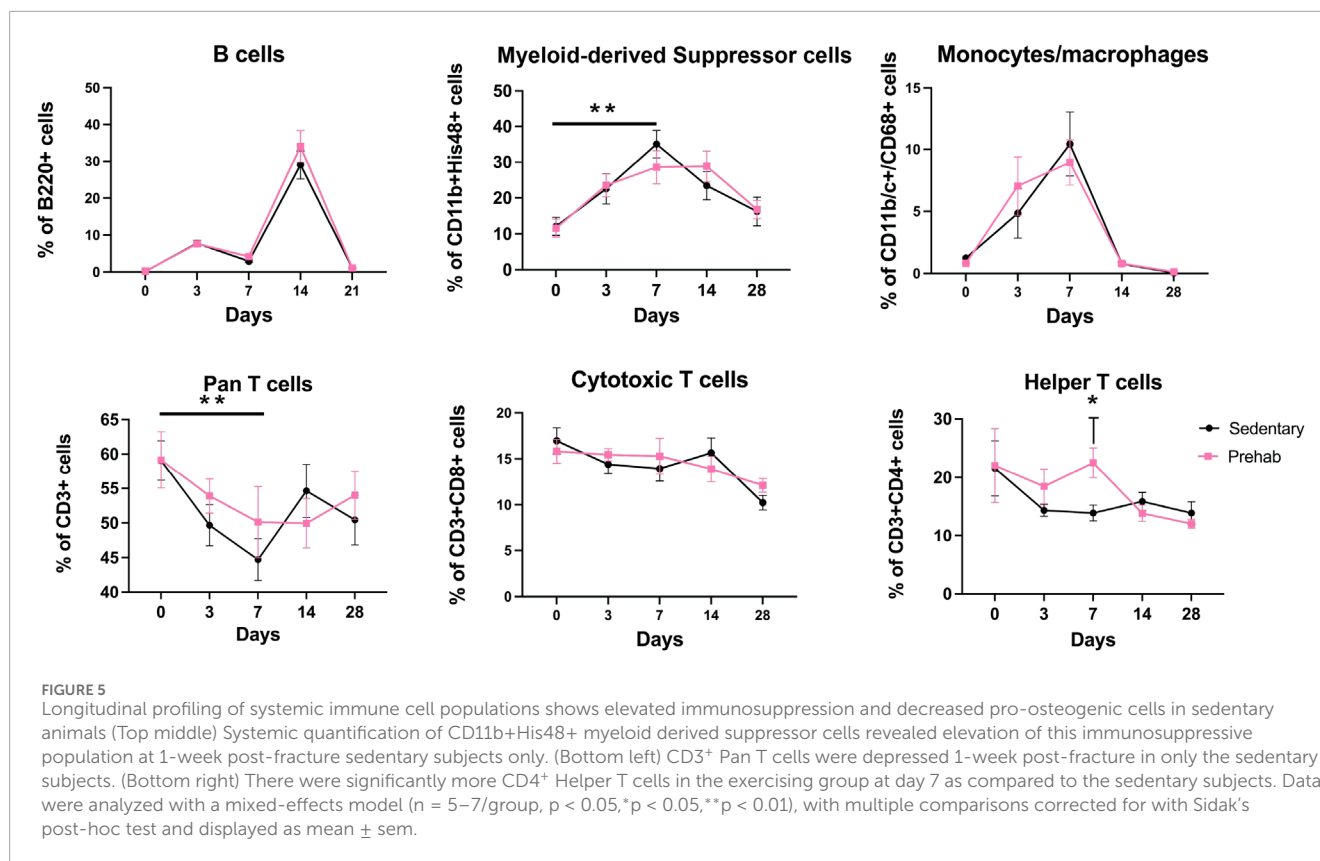 B cells
% of B220+ cells
50
40
30
20
10
0
0 3 7 14 21
Days
Myeloid-derived Suppressor cells
% of CD11b+His48+ cells
50
40
30
20
10
0
**
0 3 7 14 28
Days
Monocytes/macrophages
% of CD11b/c+/CD68+ cells
15
10
5
0
0 3 7 14 28
Days
Pan T cells
% of CD3+ cells
65
60
55
50
45
40
**
0 3 7 14 28
Days
Cytotoxic T cells
% of CD3+CD8+ cells
20
15
10
5
0
0 3 7 14 28
Days
Helper T cells
% of CD3+CD4+ cells
30
20
10
0
*
0 3 7 14 28
Days
Sedentary
Prehab
FIGURE 5
Longitudinal profiling of systemic immune cell populations shows elevated immunosuppression and decreased pro-osteogenic cells in sedentary
animals (Top middle) Systemic quantification of CD11b+His48+ myeloid derived suppressor cells revealed elevation of this immunosuppressive
population at 1-week post-fracture sedentary subjects only. (Bottom left) CD3+ Pan T cells were depressed 1-week post-fracture in only the sedentary
subjects. (Bottom right) There were significantly more CD4+ Helper T cells in the exercising group at day 7 as compared to the sedentary subjects. Data
were analyzed with a mixed-effects model (n = 5–7/group, p < 0.05,*p < 0.05,**p < 0.01), with multiple comparisons corrected for with Sidak's
post-hoc test and displayed as mean ± sem.